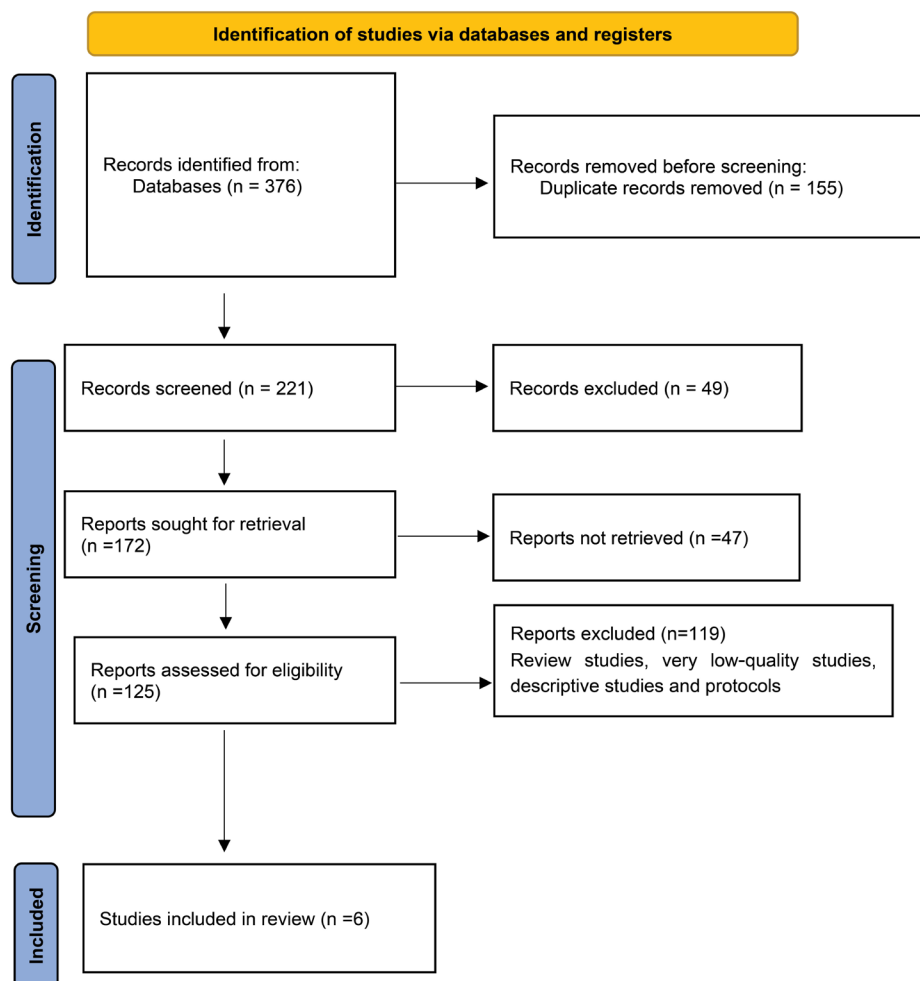 Identification of studies via databases and registers
Identification
Records identified from:
Databases (n = 376)
Records removed before screening:
Duplicate records removed (n = 155)
Screening
Records screened (n = 221)
Records excluded (n = 49)
Reports sought for retrieval
(n =172)
Reports not retrieved (n =47)
Reports assessed for eligibility
(n =125)
Reports excluded (n=119)
Review studies, very low-quality studies,
descriptive studies and protocols
Included
Studies included in review (n =6)